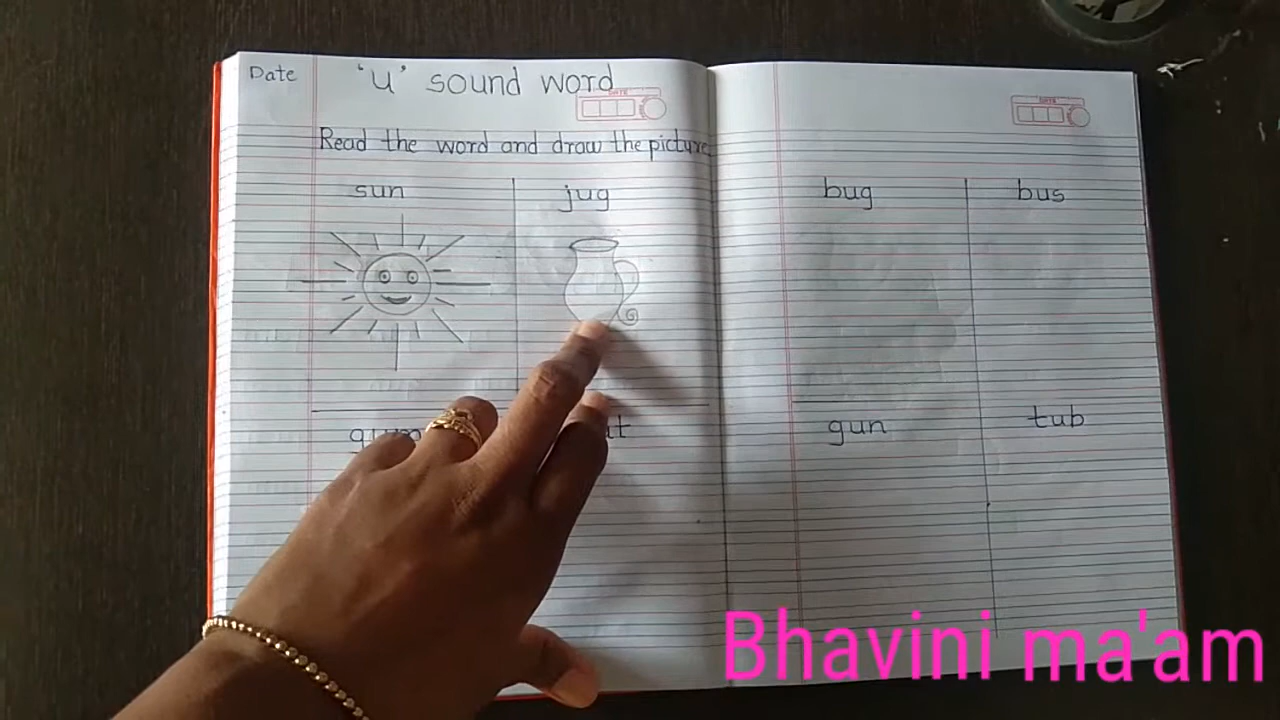 Date 'u' sound word
DATE
DATE
Read the word and draw the picture
sun jug
bug bus
gun tub
Bhavini ma'am